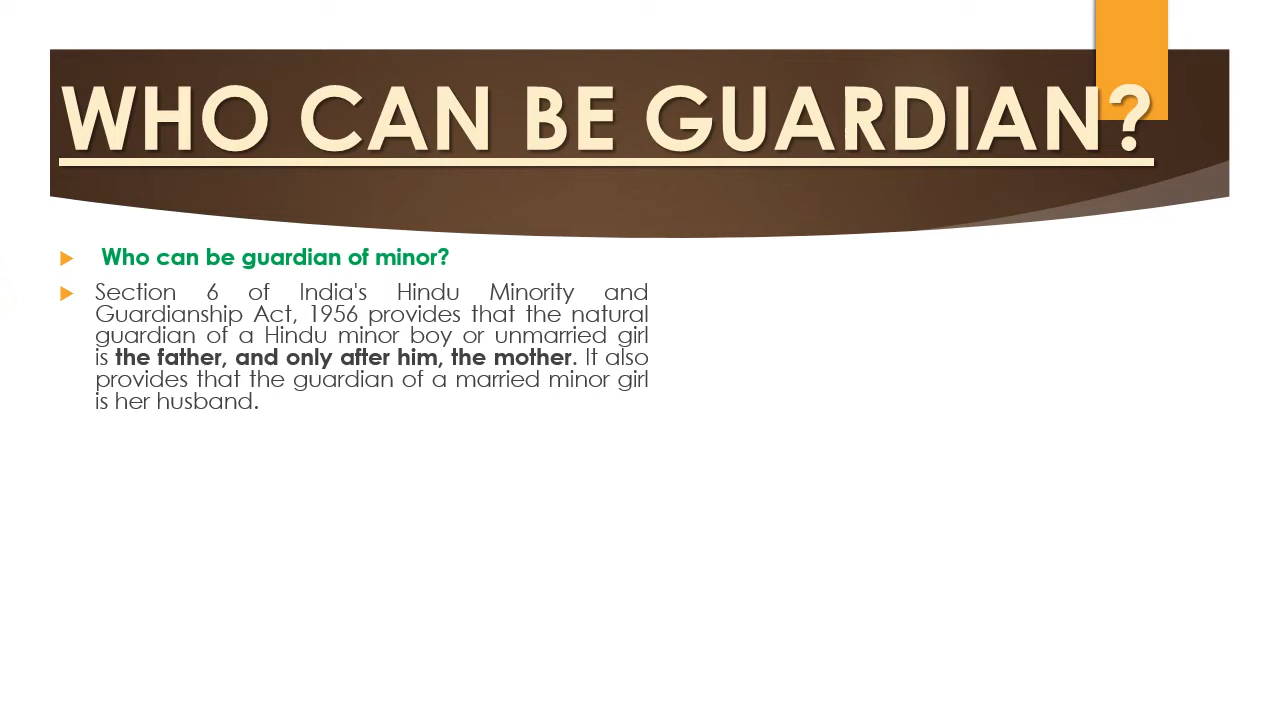 WHO CAN BE GUARDIAN?
Who can be guardian of minor?
Section 6 of India's Hindu Minority and
Guardianship Act, 1956 provides that the natural
guardian of a Hindu minor boy or unmarried girl
is the father, and only after him, the mother. It also
provides that the guardian of a married minor girl
is her husband.